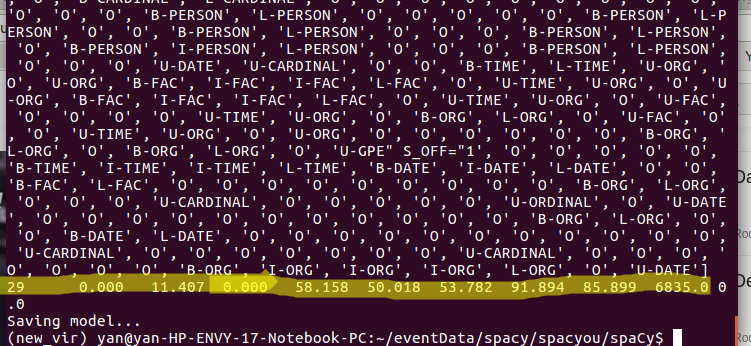 'O', 'O', 'O', 'B-PERSON', 'L-PERSON', 'O', 'O', 'O', 'O', 'O', 'B-PERSON', 'L-P
ERSON', 'O', 'O', 'B-PERSON', 'L-PERSON', 'O', 'O', 'O', 'B-PERSON', 'L-PERSON',
'O', 'B-PERSON', 'I-PERSON', 'L-PERSON', 'O', 'O', 'O', 'B-PERSON', 'L-PERSON',
'O', 'O', 'O', 'U-DATE', 'U-CARDINAL', 'O', 'O', 'B-TIME', 'L-TIME', 'U-ORG', '
O', 'U-ORG', 'B-FAC', 'I-FAC', 'I-FAC', 'L-FAC', 'O', 'U-TIME', 'U-ORG', 'O', 'U
-ORG', 'B-FAC', 'I-FAC', 'I-FAC', 'L-FAC', 'O', 'U-TIME', 'U-ORG', 'O', 'U-FAC',
'O', 'O', 'O', 'O', 'U-TIME', 'U-ORG', 'O', 'B-ORG', 'L-ORG', 'O', 'U-FAC', 'O'
, 'O', 'U-TIME', 'U-ORG', 'O', 'U-ORG', 'O', 'O', 'O', 'O', 'O', 'O', 'B-ORG', '
L-ORG', 'O', 'B-ORG', 'L-ORG', 'O', 'U-GPE" S_OFF="1', 'O', 'O', 'O', 'O', 'O',
'B-TIME', 'I-TIME', 'I-TIME', 'L-TIME', 'B-DATE', 'I-DATE', 'L-DATE', 'O', 'O',
'B-FAC', 'L-FAC', 'O', 'O', 'O', 'O', 'O', 'O', 'O', 'O', 'O', 'B-ORG', 'L-ORG',
'O', 'O', 'O', 'U-CARDINAL', 'O', 'O', 'O', 'O', 'O', 'U-ORDINAL', 'O', 'U-DATE
', 'O', 'O', 'O', 'O', 'O', 'O', 'O', 'O', 'O', 'O', 'B-ORG', 'L-ORG', 'O', 'O'
, 'O', 'B-DATE', 'L-DATE', 'O', 'O', 'O', 'O', 'O', 'O', 'O', 'O', 'O', 'O', 'O',
'U-CARDINAL', 'O', 'O', 'O', 'O', 'O', 'O', 'O', 'U-CARDINAL', 'O', 'O', 'O', '
O', 'O', 'O', 'O', 'B-ORG', 'I-ORG', 'I-ORG', 'I-ORG', 'L-ORG', 'O', 'U-DATE']
29 0.000 11.407 0.000 58.158 50.018 53.782 91.894 85.899 6835.0 0
.0
Saving model...
(new_vir) yan@yan-HP-ENVY-17-Notebook-PC:~/eventData/spacy/spacyou/spaCy$